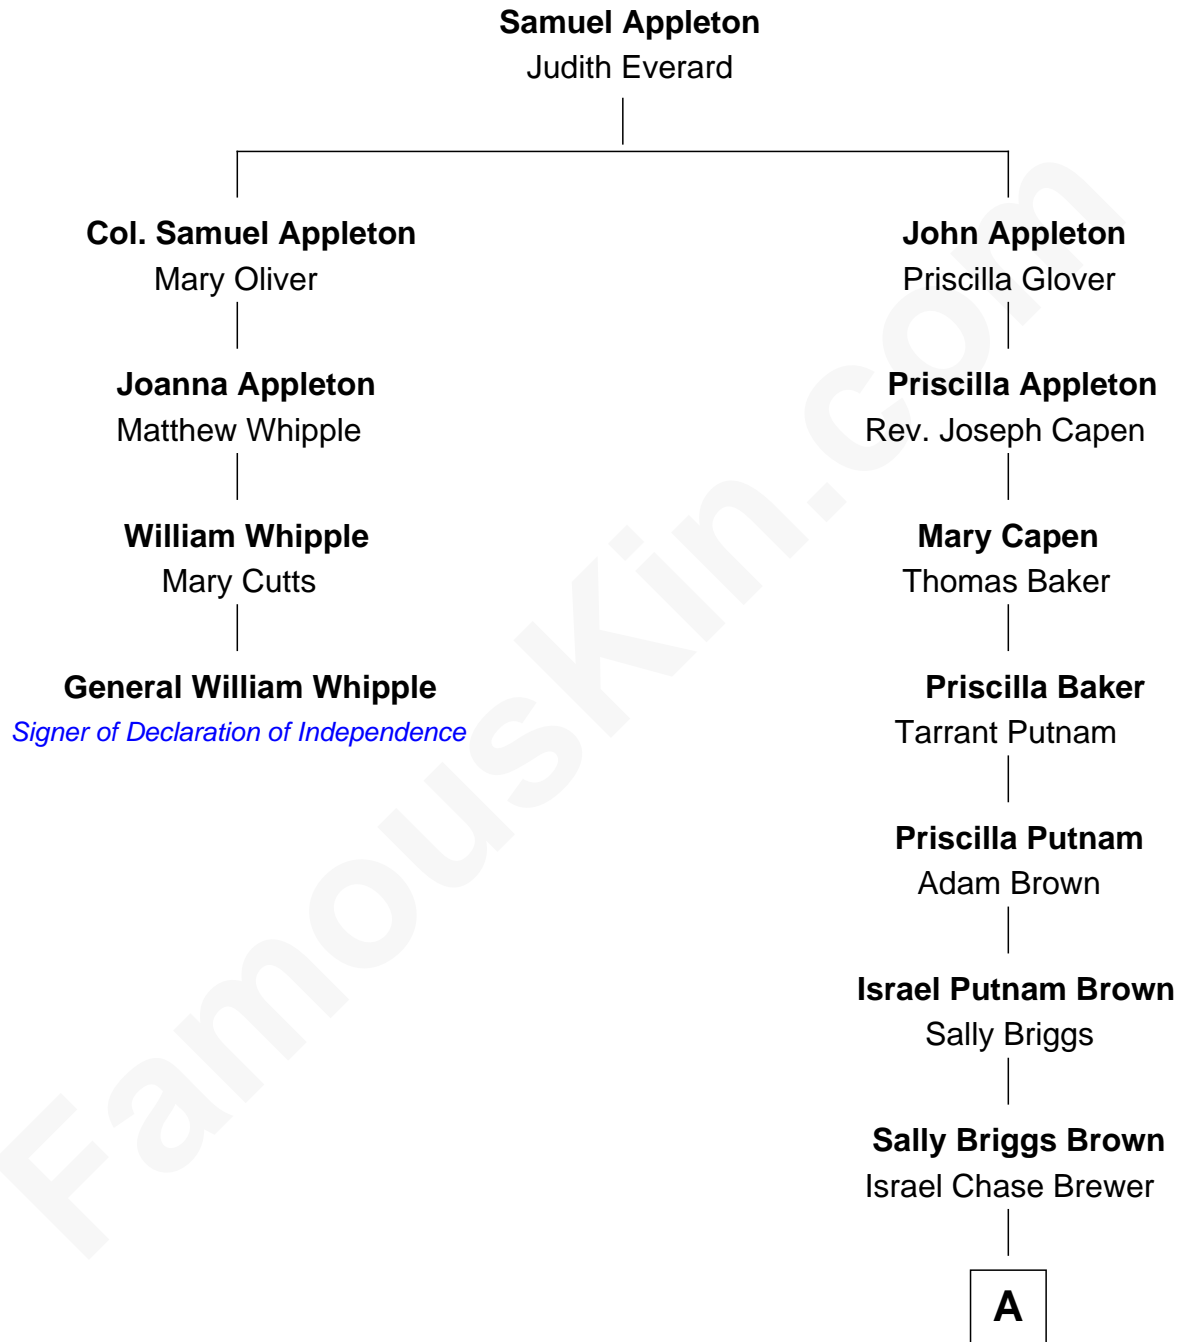 Samuel Appleton
Judith Everard
Col. Samuel Appleton
Mary Oliver
Joanna Appleton
Matthew Whipple
William Whipple
Mary Cutts
General William Whipple
Signer of Declaration of Independence
John Appleton
Priscilla Glover
Priscilla Appleton
Rev. Joseph Capen
Mary Capen
Thomas Baker
Priscilla Baker
Tarrant Putnam
Priscilla Putnam
Adam Brown
Israel Putnam Brown
Sally Briggs
Sally Briggs Brown
Israel Chase Brewer
A
FamousKin.com